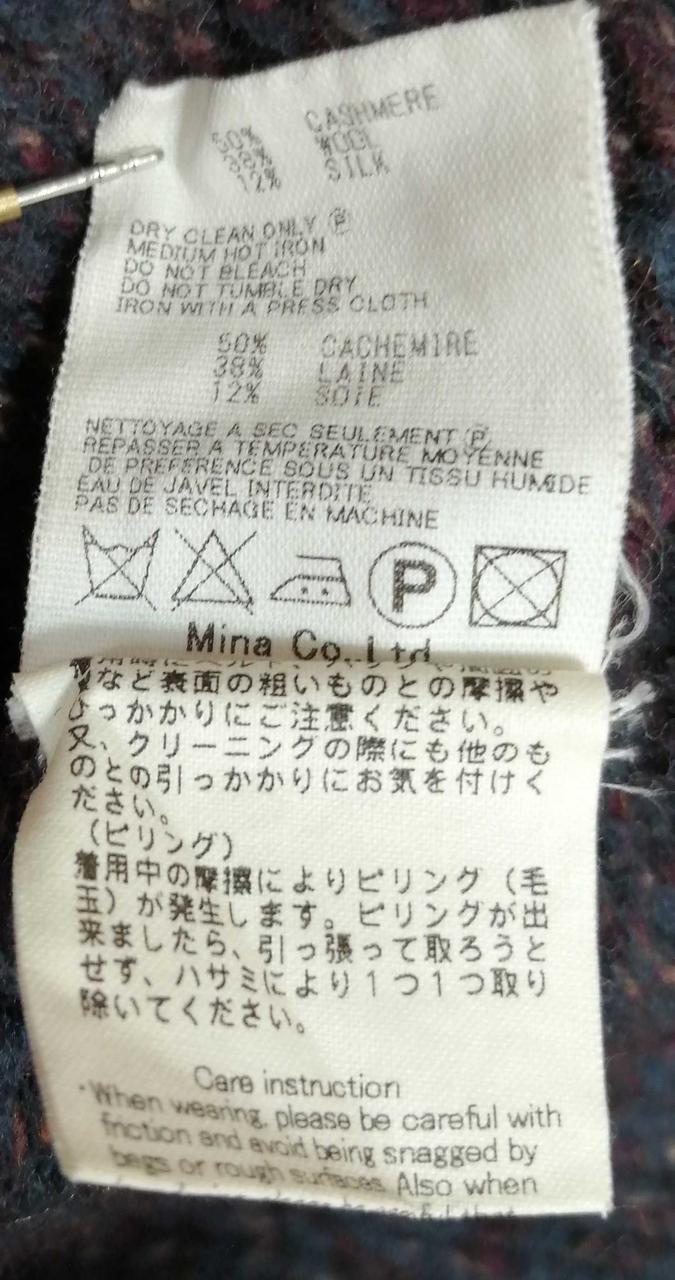 50% CASHMERE
38% WOOL
12% SILK
DRY CLEAN ONLY Ⓟ
MEDIUM HOT IRON
DO NOT BLEACH
DO NOT TUMBLE DRY
IRON WITH A PRESS CLOTH
50% CACHEMIRE
38% LAINE
12% SOIE
NETTOYAGE A SEC SEULEMENT Ⓟ
REPASSER A TEMPERATURE MOYENNE
DE PREFERENCE SOUS UN TISSU HUMIDE
EAU DE JAVEL INTERDITE
PAS DE SECHAGE EN MACHINE
P
Mina Co.,Ltd.
など表面の粗いものとの摩擦や
ひっかかりにご注意ください。
又、クリーニングの際にも他のも
のとの引っかかりにお気を付けく
ださい。
（ピリング）
着用中の摩擦によりピリング（毛
玉）が発生します。ピリングが出
来ましたら、引っ張って取ろうと
せず、ハサミにより1つ1つ取り
除いてください。
Care instruction
・When wearing, please be careful with
friction and avoid being snagged by
begs or rough surfaces. Also when